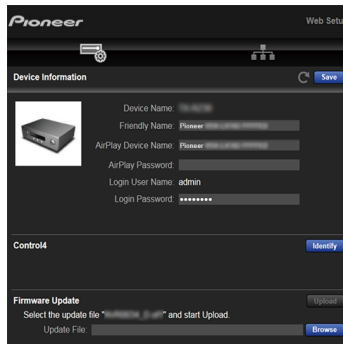 Pioneer
Web Setu
Device Information
Save
Device Name:
Friendly Name: Pioneer
AirPlay Device Name: Pioneer
AirPlay Password:
Login User Name: admin
Login Password: ••••••••
Control4
Identify
Firmware Update
Upload
Select the update file " " and start Upload.
Update File:
Browse